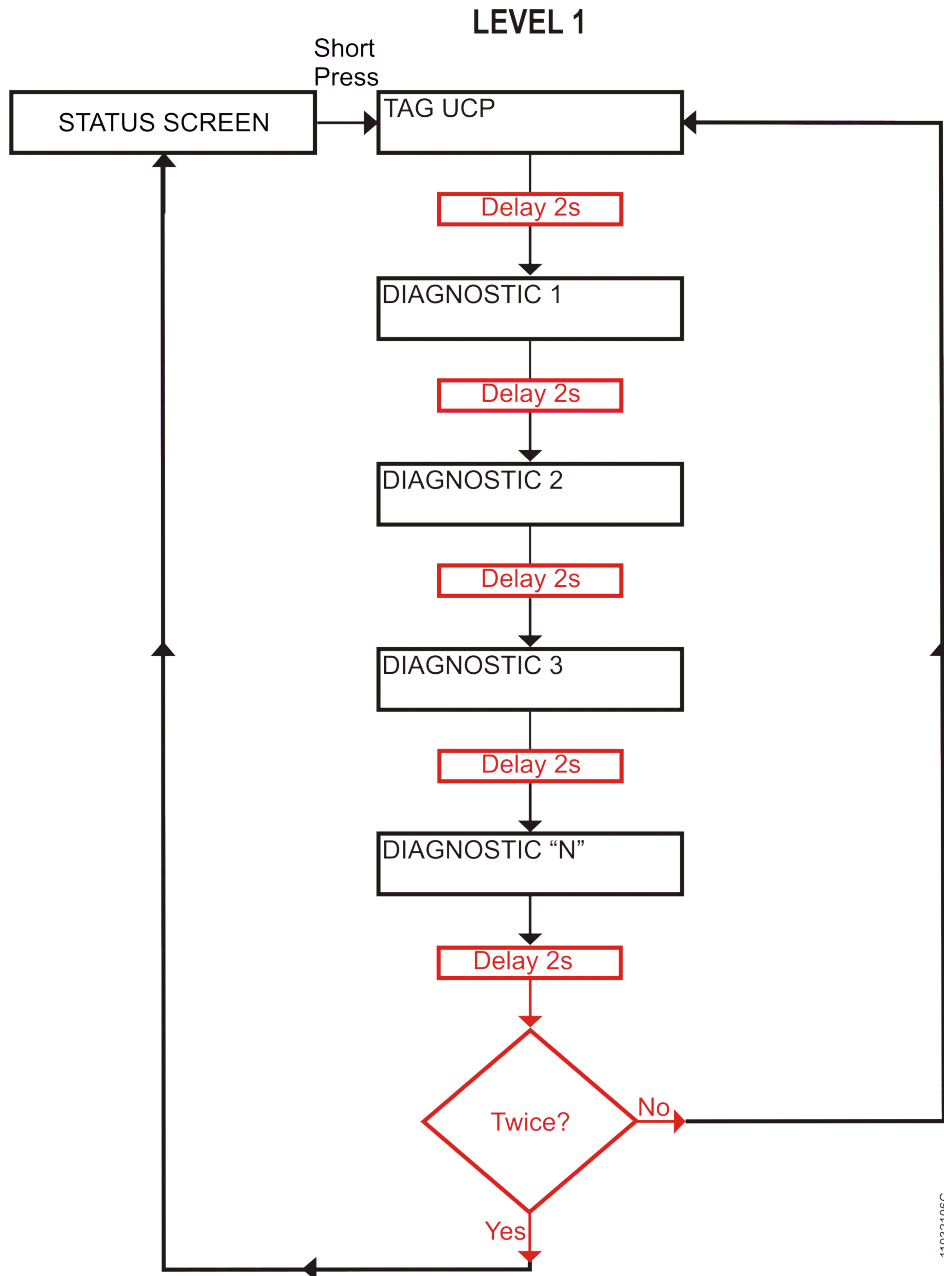 LEVEL 1
Short
Press
STATUS SCREEN
TAG UCP
Delay 2s
DIAGNOSTIC 1
Delay 2s
DIAGNOSTIC 2
Delay 2s
DIAGNOSTIC 3
Delay 2s
DIAGNOSTIC “N”
Delay 2s
Twice?
No
Yes